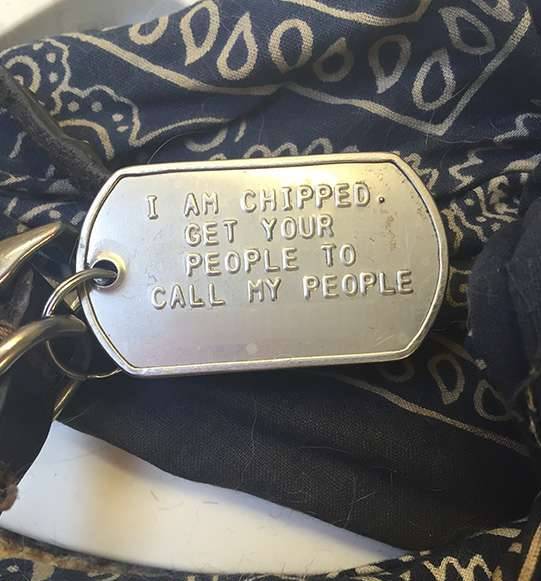 I AM CHIPPED.
GET YOUR
PEOPLE TO
CALL MY PEOPLE